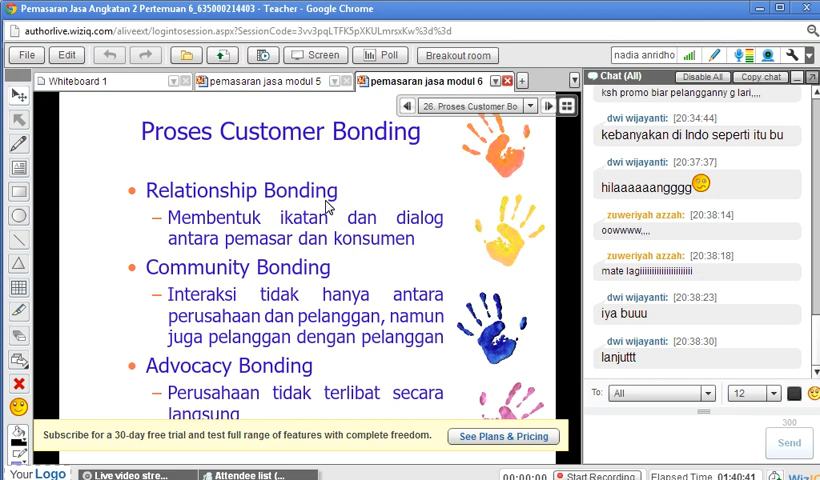 Pemasaran Jasa Angkatan 2 Pertemuan 6_635000214403 - Teacher - Google Chrome
authorlive.wiziq.com/aliveext/logintosession.aspx?SessionCode=3vv3pqLTFK5pXKULmrsxKw%3d%3d
File Edit Screen Poll Breakout room nadia anridho
Whiteboard 1 pemasaran jasa modul 5 pemasaran jasa modul 6
26. Proses Customer Bo
Proses Customer Bonding
• Relationship Bonding
– Membentuk ikatan dan dialog
antara pemasar dan konsumen
• Community Bonding
– Interaksi tidak hanya antara
perusahaan dan pelanggan, namun
juga pelanggan dengan pelanggan
• Advocacy Bonding
– Perusahaan tidak terlibat secara
langsung
Chat (All) Disable All Copy chat
ksh promo biar pelanganny g lari,,,,
dwi wijayanti: [20:34:44]
kebanyakan di Indo seperti itu bu
dwi wijayanti: [20:37:37]
hilaaaaaangggg
zuweriyah azzah: [20:38:14]
oowwww,,,,
zuweriyah azzah: [20:38:18]
dwi wijayanti: [20:38:23]
iya buuu
dwi wijayanti: [20:38:30]
lanjuttt
To: All 12
300
Send
Subscribe for a 30-day free trial and test full range of features with complete freedom. See Plans & Pricing
Your Logo Live video stre... Attendee list (...
00:00:00 Start Recording Elapsed Time 1:40:41